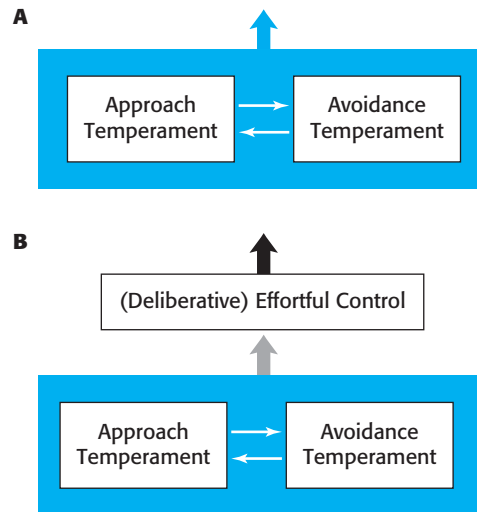 A
Approach
Temperament
Avoidance
Temperament
B
(Deliberative) Effortful Control
Approach
Temperament
Avoidance
Temperament